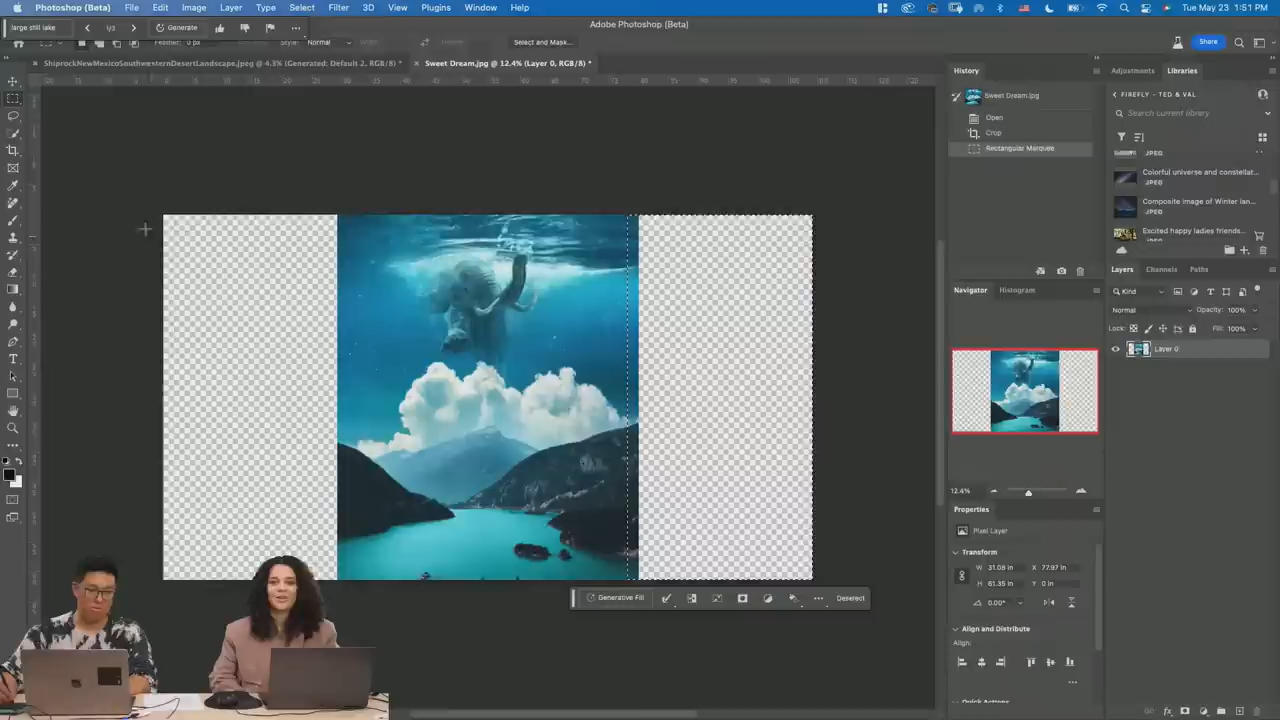 Photoshop (Beta) File Edit Image Layer Type Select Filter 3D View Plugins Window Help
Tue May 23 1:51 PM
large still lake 1/3 Generate
Adobe Photoshop (Beta)
Feather: 0 px Style: Normal Select and Mask...
Share
ShiprockNewMexicoSouthwesternDesertLandscape.jpeg @ 4.3% (Generated: Default 2, RGB/8) *
Sweet Dream.jpg @ 12.4% (Layer 0, RGB/8) *
History
Sweet Dream.jpg
Open
Crop
Rectangular Marquee
Adjustments Libraries
FIREFLY - TED & VAL
Search current library
JPEG
Colorful universe and constellat...
JPEG
Composite image of Winter lan...
JPEG
Excited happy ladies friends...
JPEG
Navigator Histogram
12.4%
Layers Channels Paths
Kind
Normal Opacity: 100%
Lock: Fill: 100%
Layer 0
Properties
Pixel Layer
Transform
W 31.08 in X 77.97 in
H 61.35 in Y 0 in
0.00°
Align and Distribute
Align:
Quick Actions
Generative Fill
Deselect